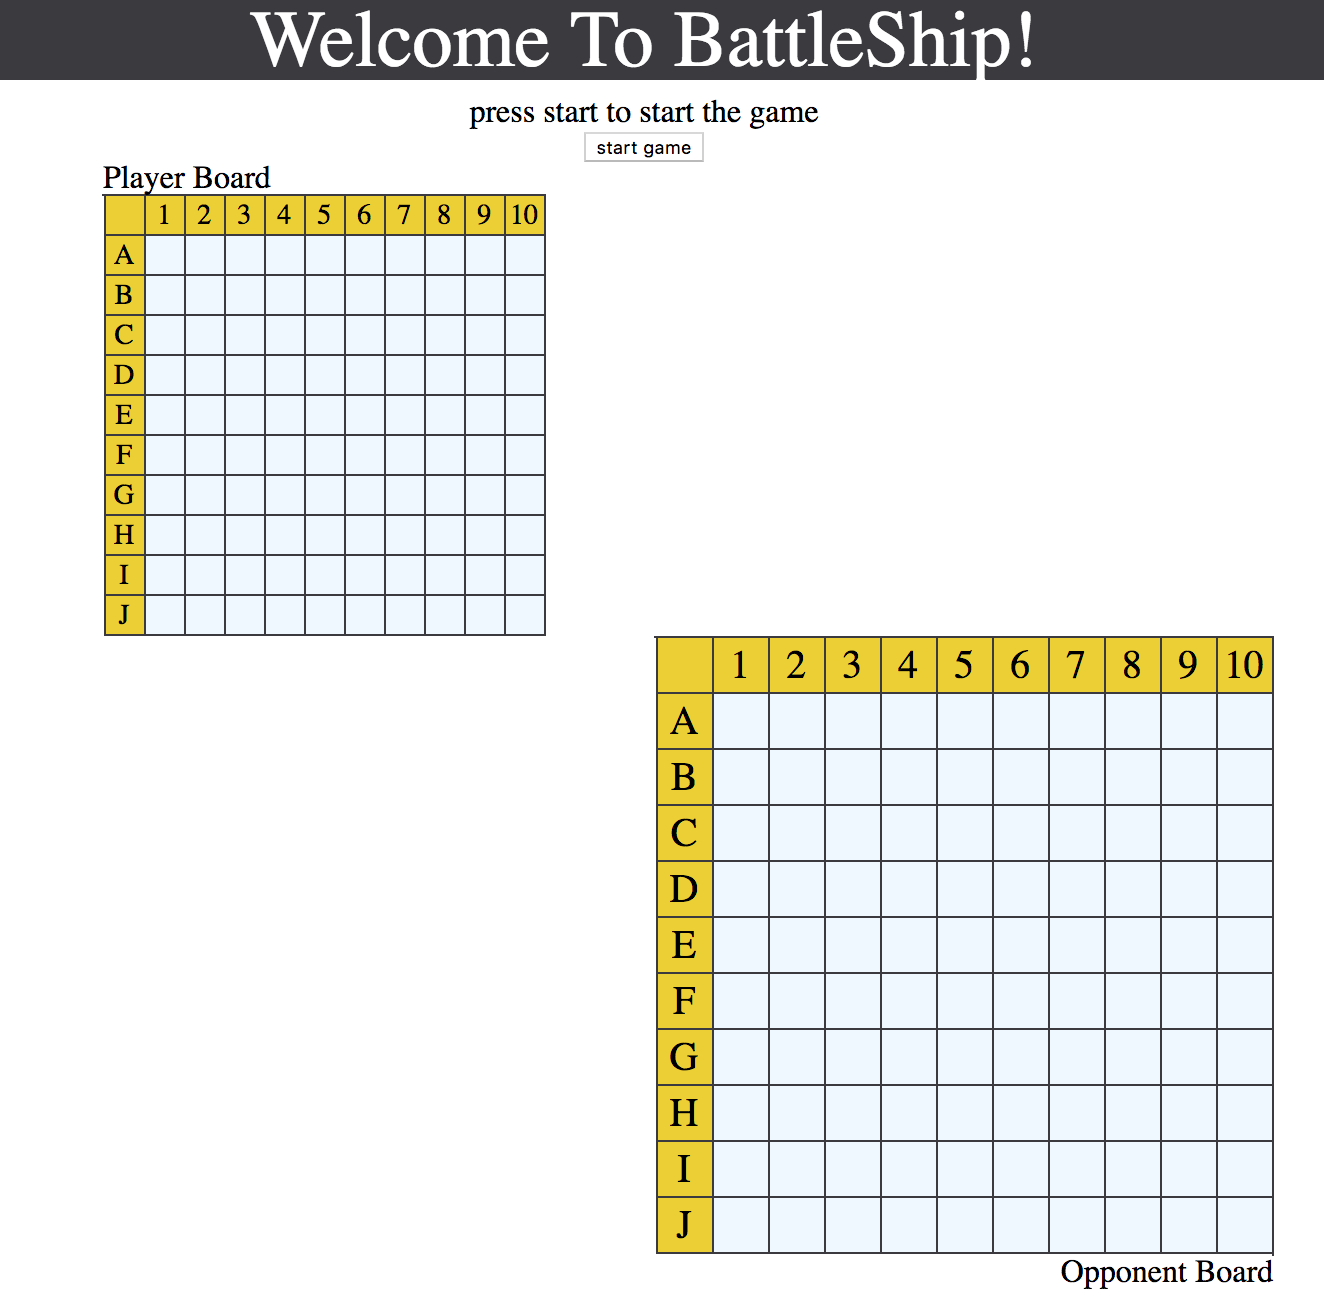 Welcome To BattleShip!
press start to start the game
start game
Player Board
1 2 3 4 5 6 7 8 9 10
A
B
C
D
E
F
G
H
I
J
1 2 3 4 5 6 7 8 9 10
A
B
C
D
E
F
G
H
I
J
Opponent Board